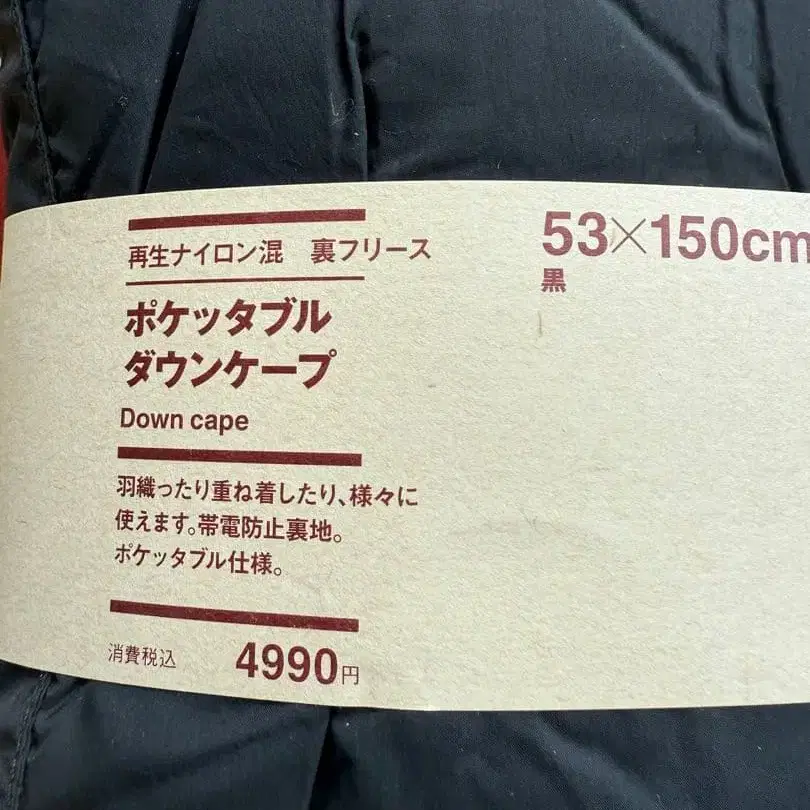 再生ナイロン混　裏フリース
ポケッタブル
ダウンケープ
Down cape
羽織ったり重ね着したり、様々に
使えます。帯電防止裏地。
ポケッタブル仕様。
消費税込 4990円
53×150cm
黒